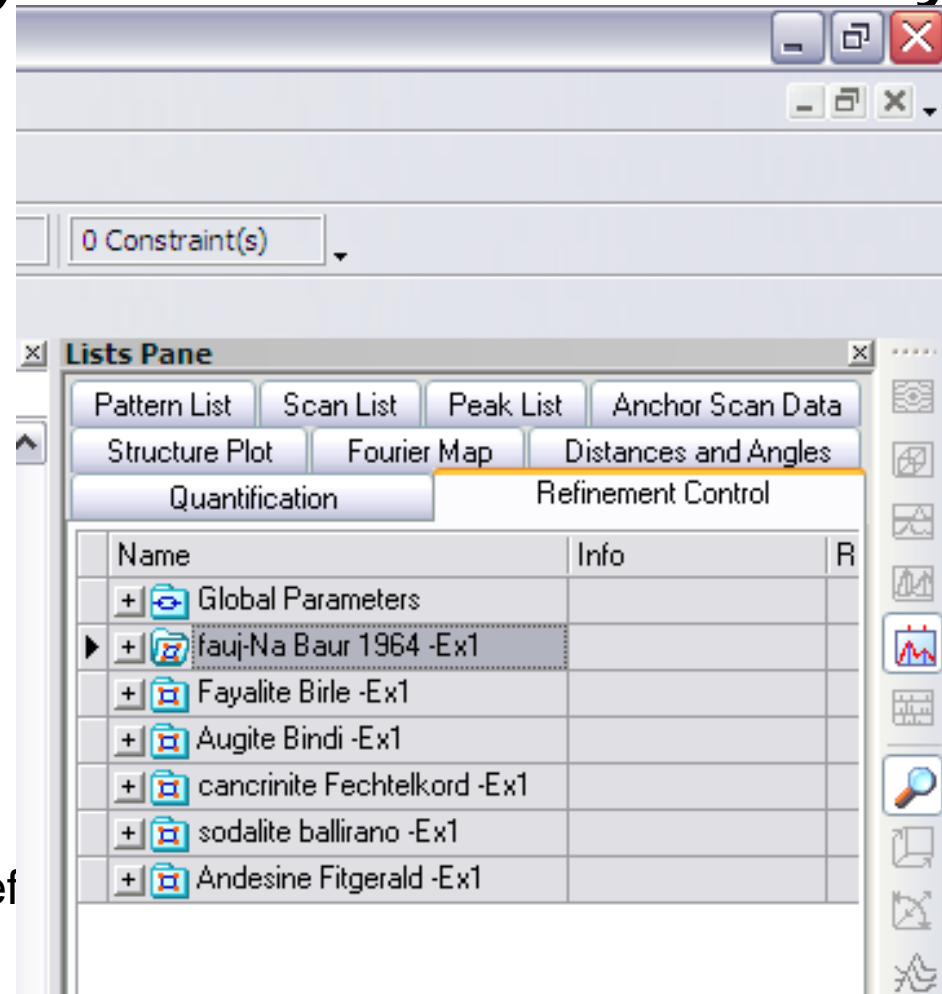 0 Constraint(s)
Lists Pane
Pattern List Scan List Peak List Anchor Scan Data
Structure Plot Fourier Map Distances and Angles
Quantification Refinement Control
Name Info R
Global Parameters
fauj-Na Baur 1964 -Ex1
Fayalite Birle -Ex1
Augite Bindi -Ex1
cancrinite Fechtelkord -Ex1
sodalite ballirano -Ex1
Andesine Fitgerald -Ex1